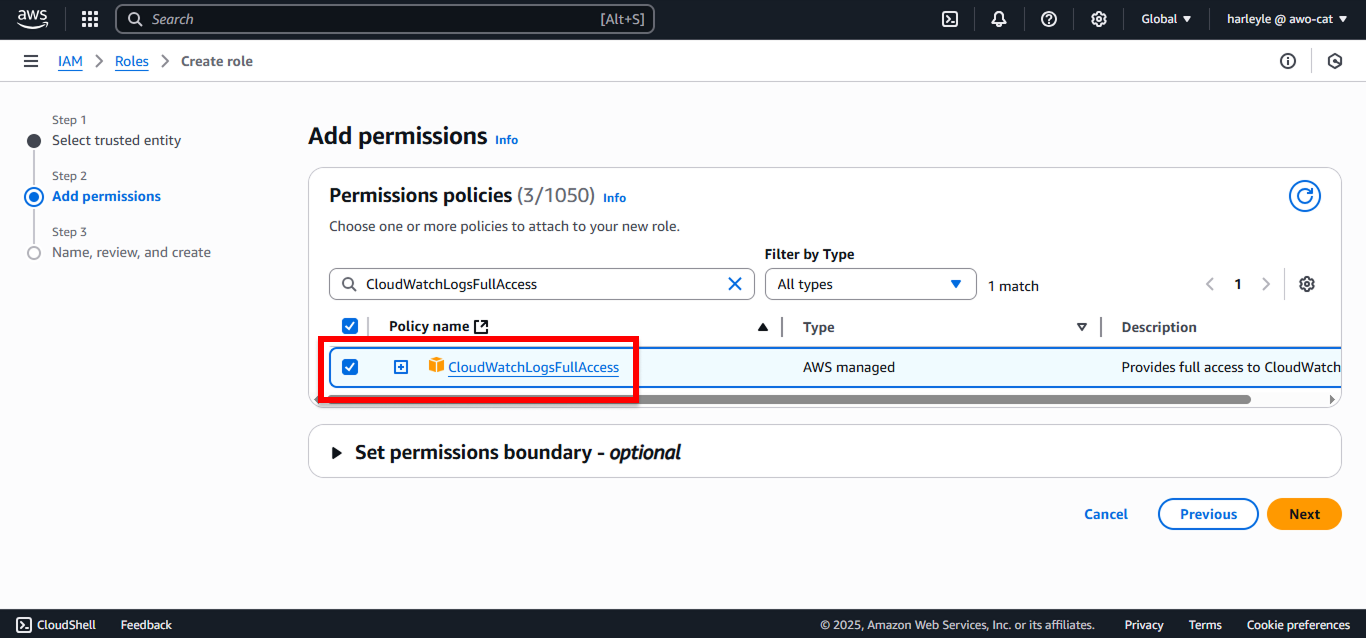 aws Search [Alt+S] Global harleyle @ awo-cat
IAM Roles Create role
Step 1
Select trusted entity
Step 2
Add permissions
Step 3
Name, review, and create
Add permissions Info
Permissions policies (3/1050) Info
Choose one or more policies to attach to your new role.
Filter by Type
CloudWatchLogsFullAccess All types 1 match 1
Policy name Type Description
CloudWatchLogsFullAccess AWS managed Provides full access to CloudWatch
Set permissions boundary - optional
Cancel Previous Next
CloudShell Feedback © 2025, Amazon Web Services, Inc. or its affiliates. Privacy Terms Cookie preferences